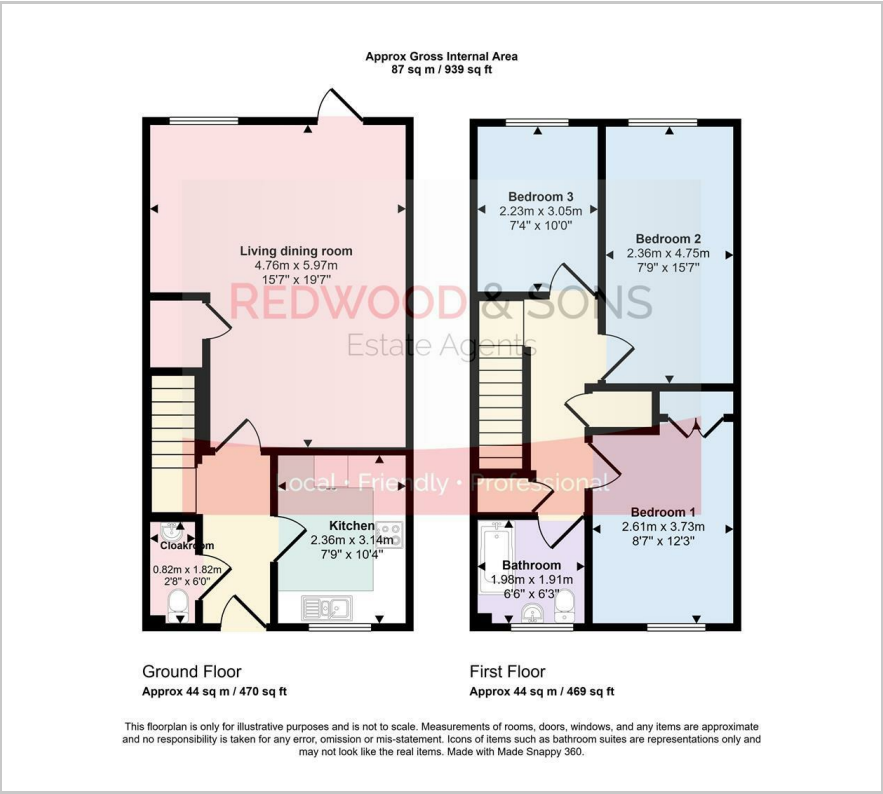 Approx Gross Internal Area
87 sq m / 939 sq ft
Living dining room
4.76m x 5.97m
15'7" x 19'7"
Bedroom 3
2.23m x 3.05m
7'4" x 10'0"
Bedroom 2
2.36m x 4.75m
7'9" x 15'7"
REDWOOD & SONS
Estate Agents
Local · Friendly · Professional
Kitchen
2.36m x 3.14m
7'9" x 10'4"
Cloakroom
0.82m x 1.82m
2'8" x 6'0"
Bedroom 1
2.61m x 3.73m
8'7" x 12'3"
Bathroom
1.98m x 1.91m
6'6" x 6'3"
Ground Floor
Approx 44 sq m / 470 sq ft
First Floor
Approx 44 sq m / 469 sq ft
This floorplan is only for illustrative purposes and is not to scale. Measurements of rooms, doors, windows, and any items are approximate
and no responsibility is taken for any error, omission or mis-statement. Icons of items such as bathroom suites are representations only and
may not look like the real items. Made with Made Snappy 360.